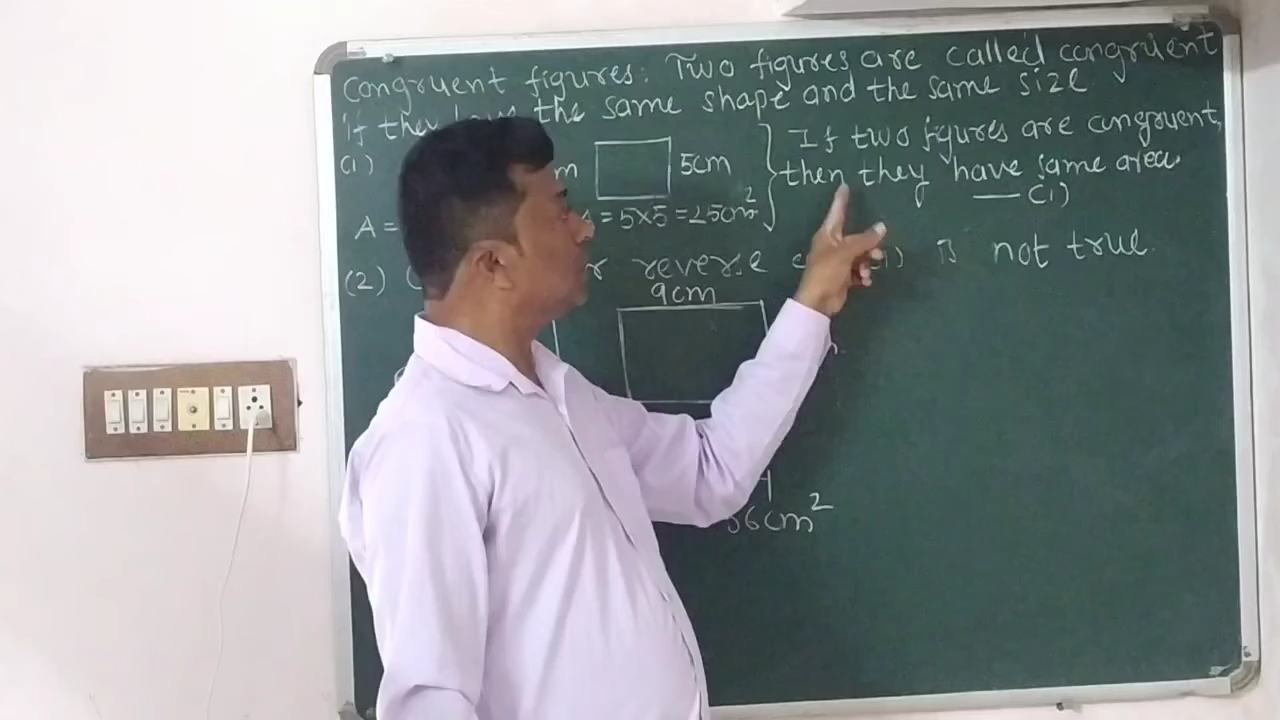 Congruent figures: Two figures are called congruent
if they have the same shape and the same size.
(1) m 5cm If two figures are congruent,
then they have same area.
A = = 5×5 = 25cm² —— (1)
(2) reverse is not true.
9cm
36cm²